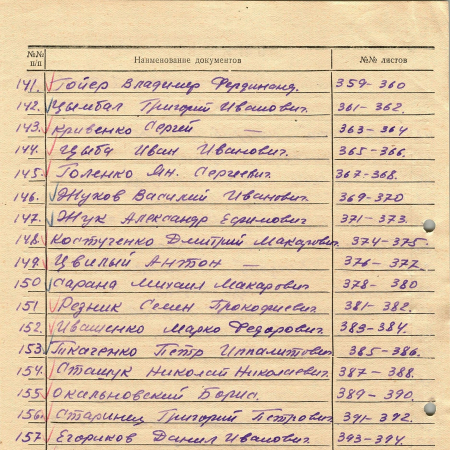 №№ п/п Наименование документов №№ листов
141. Гойер Владимир Фердинанд. 359-360
142. Цымбал Григорий Иванович. 361-362.
143. Кривенко Сергей — 363-364
144. Цыба Иван Иванович. 365-366.
145. Голенко Ян. Сергеевич. 367-368.
146. Жуков Василий Иванович. 369-370
147. Жук Александр Ефимович 371-373.
148. Костюченко Дмитрий Макарович. 374-375.
149. Цвилый Антон — 376-377
150 Сарана Михаил Макарович 378-380
151 Резник Семен Прокофиевич. 381-382.
152. Иващенко Марко Федорович. 383-384.
153. Ткаченко Петр Ипполитович. 385-386.
154. Сташук Николай Николаевич. 387-388.
155. Окальновский Борис. 389-390.
156. Старинец Григорий Петрович. 391-392.
157. Егориков Даниил Иванович. 393-394.